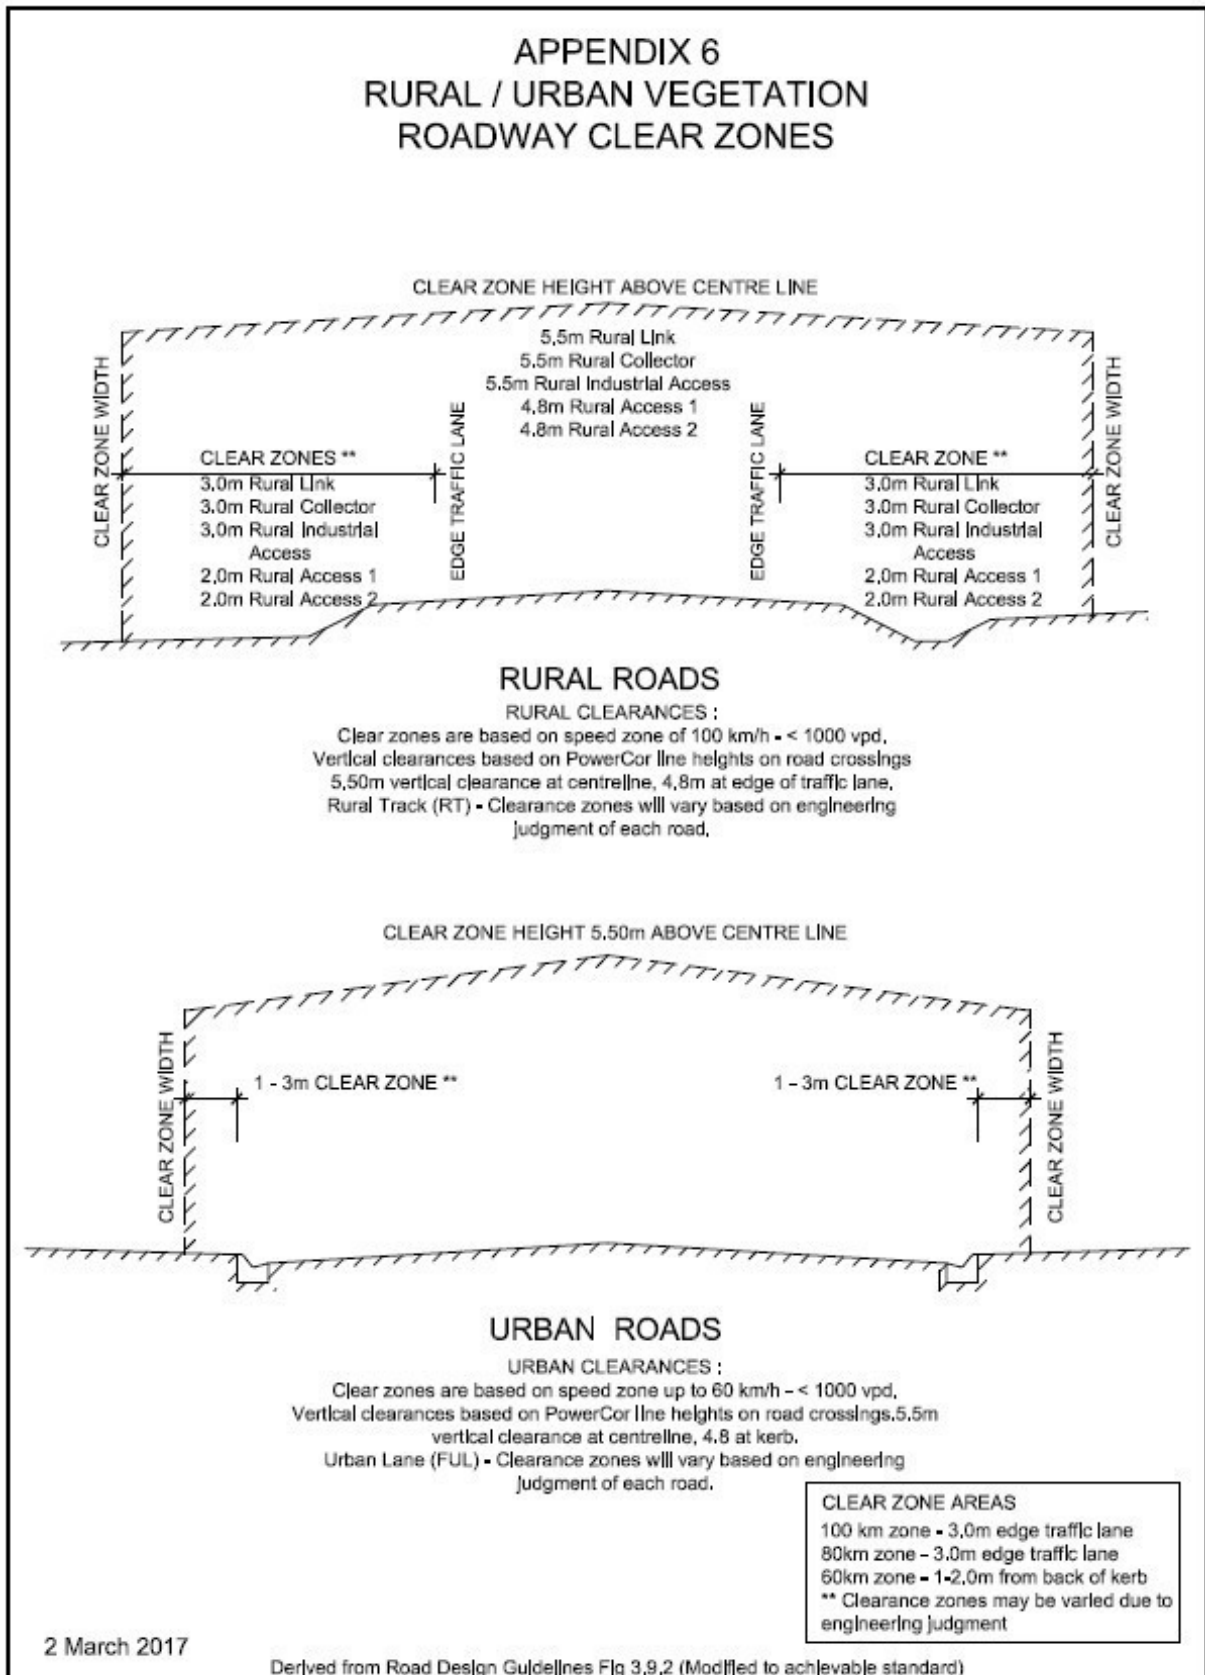 APPENDIX 6
RURAL / URBAN VEGETATION
ROADWAY CLEAR ZONES
CLEAR ZONE HEIGHT ABOVE CENTRE LINE
5.5m Rural Link
5.5m Rural Collector
5.5m Rural Industrial Access
4.8m Rural Access 1
4.8m Rural Access 2
CLEAR ZONE WIDTH
CLEAR ZONES **
3.0m Rural Link
3.0m Rural Collector
3.0m Rural Industrial
Access
2.0m Rural Access 1
2.0m Rural Access 2
EDGE TRAFFIC LANE
EDGE TRAFFIC LANE
CLEAR ZONE **
3.0m Rural Link
3.0m Rural Collector
3.0m Rural Industrial
Access
2.0m Rural Access 1
2.0m Rural Access 2
CLEAR ZONE WIDTH
RURAL ROADS
RURAL CLEARANCES :
Clear zones are based on speed zone of 100 km/h - < 1000 vpd.
Vertical clearances based on PowerCor line heights on road crossings
5.50m vertical clearance at centreline, 4.8m at edge of traffic lane.
Rural Track (RT) - Clearance zones will vary based on engineering
judgment of each road.
CLEAR ZONE HEIGHT 5.50m ABOVE CENTRE LINE
CLEAR ZONE WIDTH
1 - 3m CLEAR ZONE **
1 - 3m CLEAR ZONE **
CLEAR ZONE WIDTH
URBAN ROADS
URBAN CLEARANCES :
Clear zones are based on speed zone up to 60 km/h - < 1000 vpd.
Vertical clearances based on PowerCor line heights on road crossings.5.5m
vertical clearance at centreline, 4.8 at kerb.
Urban Lane (FUL) - Clearance zones will vary based on engineering
judgment of each road.
CLEAR ZONE AREAS
100 km zone - 3.0m edge traffic lane
80km zone - 3.0m edge traffic lane
60km zone - 1-2.0m from back of kerb
** Clearance zones may be varied due to
engineering judgment
2 March 2017
Derived from Road Design Guidelines Fig 3.9.2 (Modified to achievable standard)